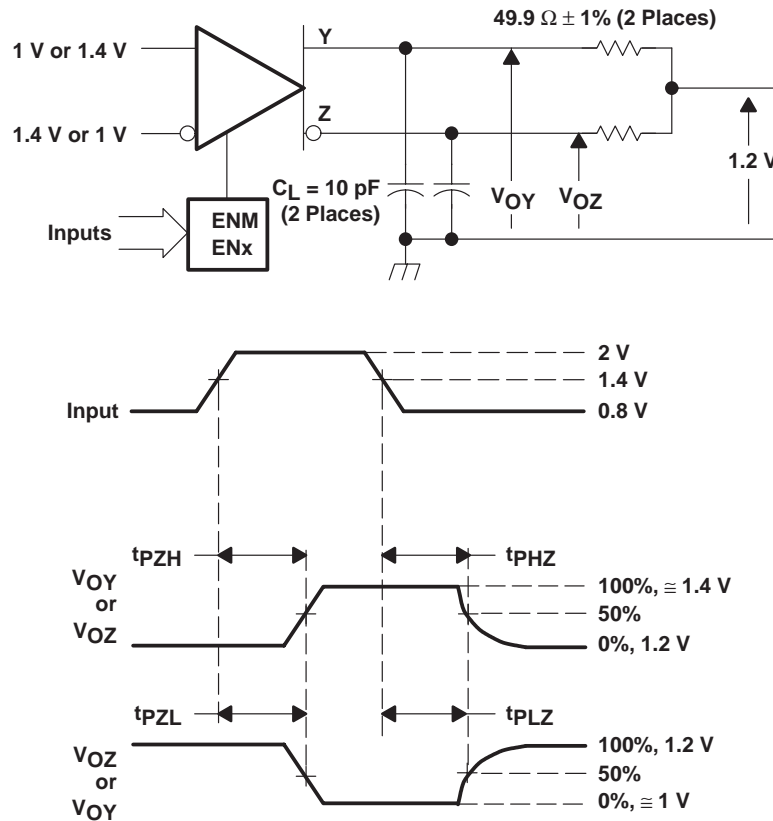 49.9 Ω ± 1% (2 Places)
Y
1 V or 1.4 V
Z
1.4 V or 1 V
1.2 V
CL = 10 pF
(2 Places)
VOY
VOZ
ENM
ENx
Inputs
2 V
1.4 V
Input
0.8 V
tPZH
tPHZ
VOY
or
VOZ
100%, ≅ 1.4 V
50%
0%, 1.2 V
tPZL
tPLZ
VOZ
or
VOY
100%, 1.2 V
50%
0%, ≅ 1 V